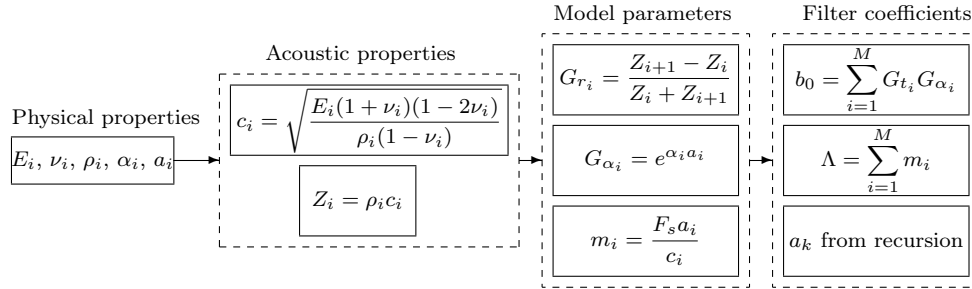 Physical properties
E_i, ν_i, ρ_i, α_i, a_i
Acoustic properties
c_i = √(E_i(1 + ν_i)(1 − 2ν_i) / ρ_i(1 − ν_i))
Z_i = ρ_i c_i
Model parameters
G_{r_i} = (Z_{i+1} − Z_i) / (Z_i + Z_{i+1})
G_{α_i} = e^{α_i a_i}
m_i = F_s a_i / c_i
Filter coefficients
b_0 = ∑_{i=1}^{M} G_{t_i} G_{α_i}
Λ = ∑_{i=1}^{M} m_i
a_k from recursion